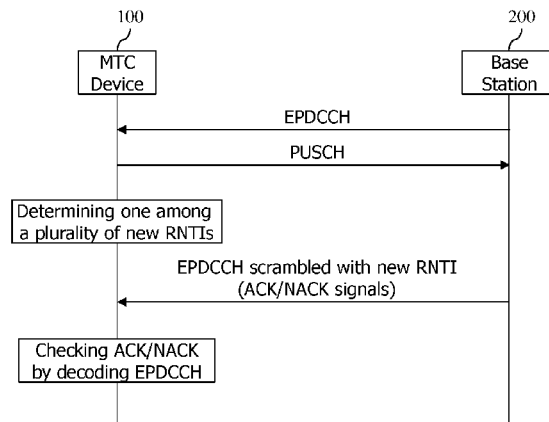 100
200
MTC
Device
Base
Station
EPDCCH
PUSCH
Determining one among
a plurality of new RNTIs
EPDCCH scrambled with new RNTI
(ACK/NACK signals)
Checking ACK/NACK
by decoding EPDCCH